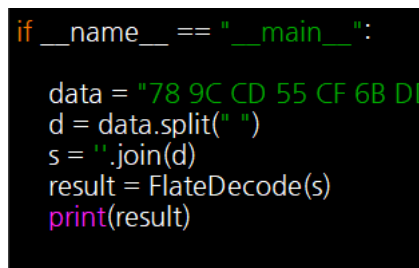 if __name__ == "__main__":
data = "78 9C CD 55 CF 6B
d = data.split(" ")
s = ''.join(d)
result = FlateDecode(s)
print(result)